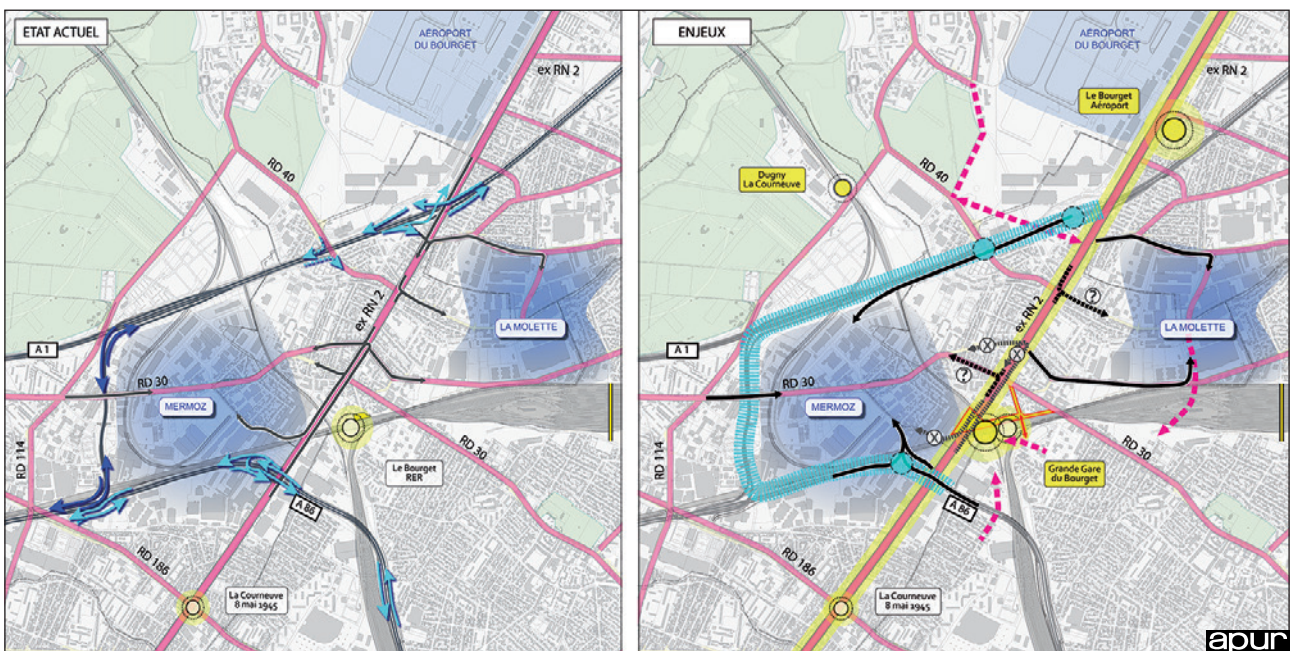 ETAT ACTUEL
AÉROPORT
DU BOURGET
ex RN 2
RD 40
ex RN 2
LA MOLETTE
A 1
RD 30
MERMOZ
RD 114
Le Bourget
RER
RD 30
A 86
RD 186
La Courneuve
8 mai 1945
ENJEUX
AÉROPORT
DU BOURGET
ex RN 2
Le Bourget
Aéroport
Dugny
La Courneuve
RD 40
ex RN 2
?
LA MOLETTE
A 1
X
X
?
RD 30
MERMOZ
X
RD 114
RD 30
Grande Gare
du Bourget
A 86
RD 186
La Courneuve
8 mai 1945
apur